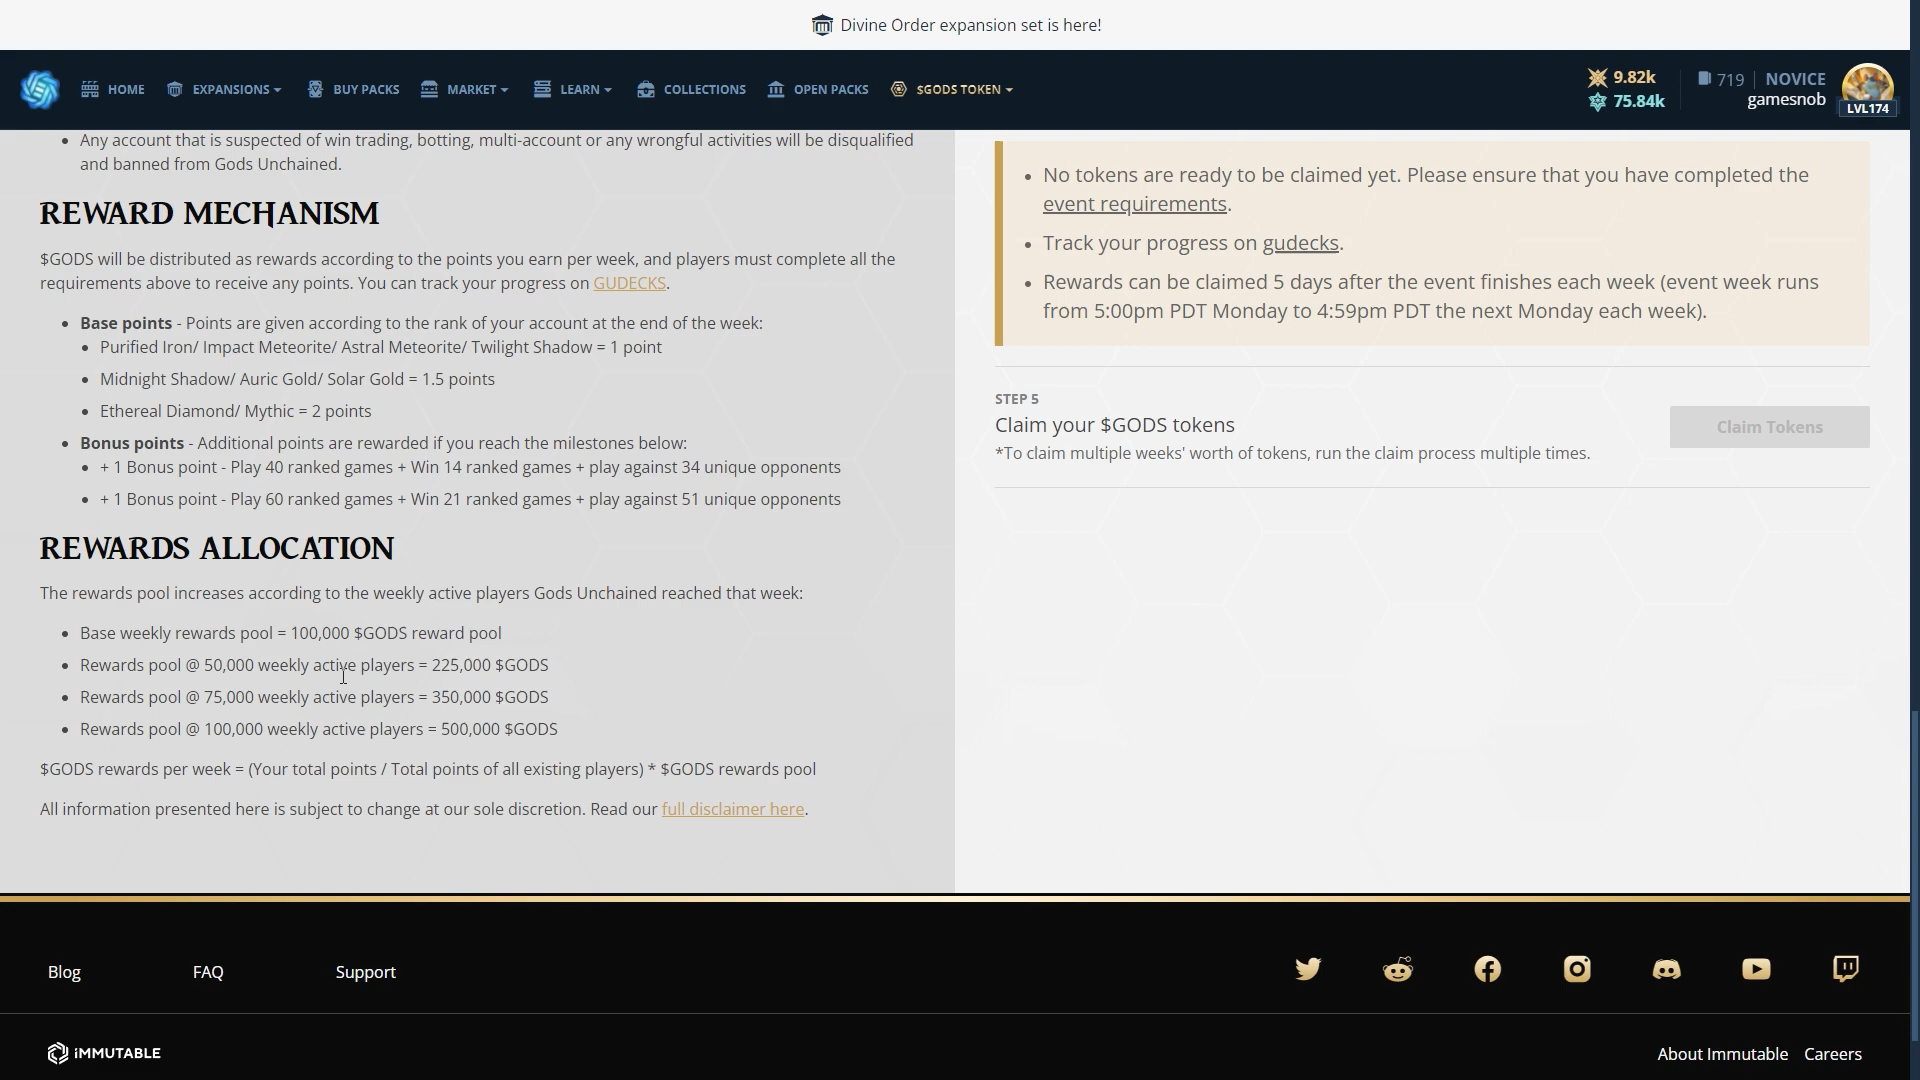 Divine Order expansion set is here!
HOME
EXPANSIONS
BUY PACKS
MARKET
LEARN
COLLECTIONS
OPEN PACKS
$GODS TOKEN
9.82k
75.84k
719
NOVICE
gamesnob
LVL174
Any account that is suspected of win trading, botting, multi-account or any wrongful activities will be disqualified
and banned from Gods Unchained.
REWARD MECHANISM
$GODS will be distributed as rewards according to the points you earn per week, and players must complete all the
requirements above to receive any points. You can track your progress on GUDECKS.
Base points - Points are given according to the rank of your account at the end of the week:
Purified Iron/ Impact Meteorite/ Astral Meteorite/ Twilight Shadow = 1 point
Midnight Shadow/ Auric Gold/ Solar Gold = 1.5 points
Ethereal Diamond/ Mythic = 2 points
Bonus points - Additional points are rewarded if you reach the milestones below:
+ 1 Bonus point - Play 40 ranked games + Win 14 ranked games + play against 34 unique opponents
+ 1 Bonus point - Play 60 ranked games + Win 21 ranked games + play against 51 unique opponents
REWARDS ALLOCATION
The rewards pool increases according to the weekly active players Gods Unchained reached that week:
Base weekly rewards pool = 100,000 $GODS reward pool
Rewards pool @ 50,000 weekly active players = 225,000 $GODS
Rewards pool @ 75,000 weekly active players = 350,000 $GODS
Rewards pool @ 100,000 weekly active players = 500,000 $GODS
$GODS rewards per week = (Your total points / Total points of all existing players) * $GODS rewards pool
All information presented here is subject to change at our sole discretion. Read our full disclaimer here.
No tokens are ready to be claimed yet. Please ensure that you have completed the
event requirements.
Track your progress on gudecks.
Rewards can be claimed 5 days after the event finishes each week (event week runs
from 5:00pm PDT Monday to 4:59pm PDT the next Monday each week).
STEP 5
Claim your $GODS tokens
*To claim multiple weeks' worth of tokens, run the claim process multiple times.
Claim Tokens
Blog
FAQ
Support
IMMUTABLE
About Immutable
Careers